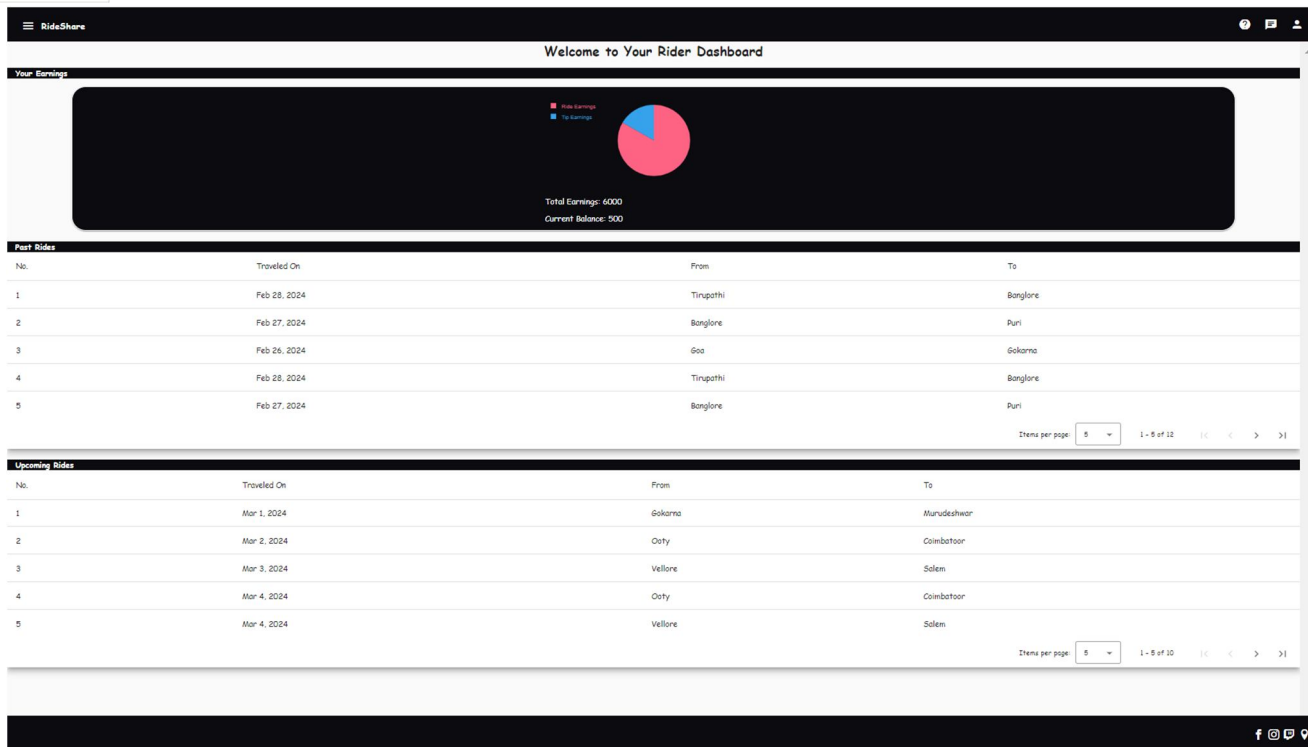 RideShare
Welcome to Your Rider Dashboard
Your Earnings
Ride Earnings
Tip Earnings
Total Earnings: 6000
Current Balance: 500
Past Rides
No. Traveled On From To
1 Feb 28, 2024 Tirupathi Banglore
2 Feb 27, 2024 Banglore Puri
3 Feb 26, 2024 Goa Gokarna
4 Feb 28, 2024 Tirupathi Banglore
5 Feb 27, 2024 Banglore Puri
Items per page: 5 1 - 5 of 12
Upcoming Rides
No. Traveled On From To
1 Mar 1, 2024 Gokarna Murudeshwar
2 Mar 2, 2024 Ooty Coimbatoor
3 Mar 3, 2024 Vellore Salem
4 Mar 4, 2024 Ooty Coimbatoor
5 Mar 4, 2024 Vellore Salem
Items per page: 5 1 - 5 of 10